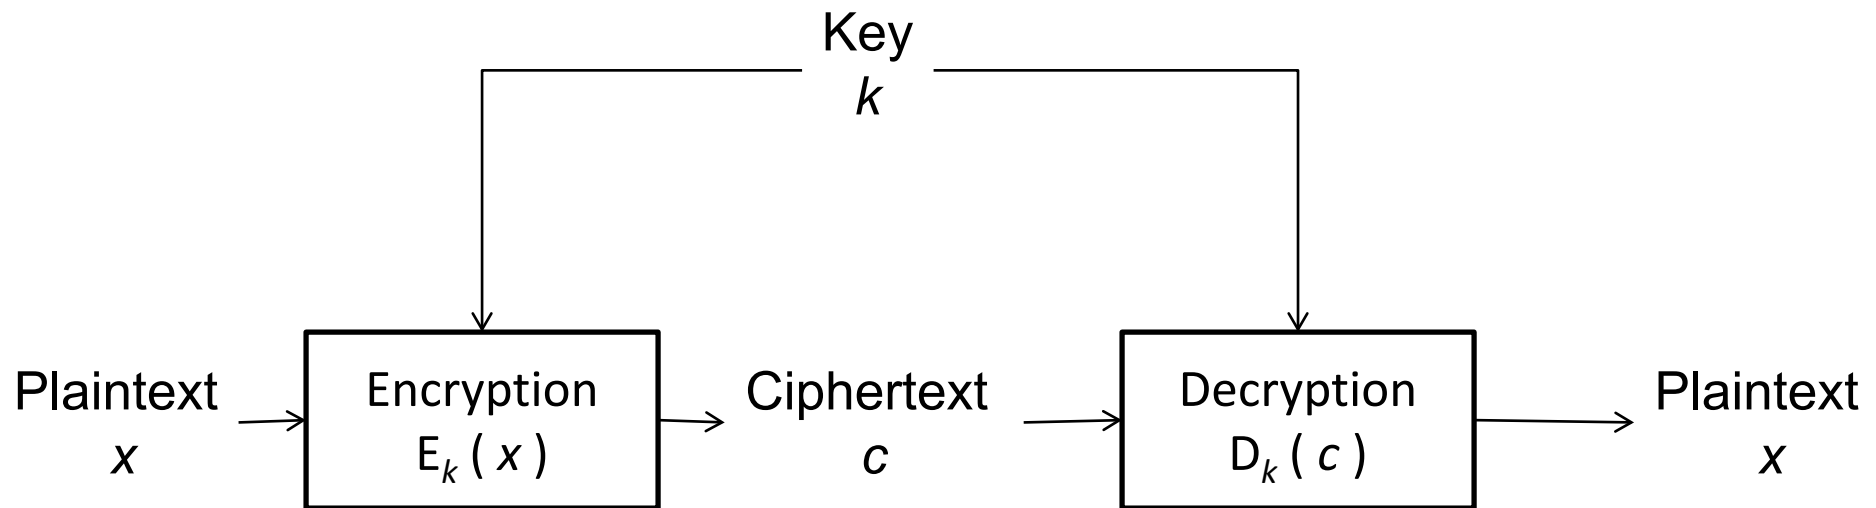 Key
k
Plaintext
x
Encryption
Eₖ ( x )
Ciphertext
c
Decryption
Dₖ ( c )
Plaintext
x